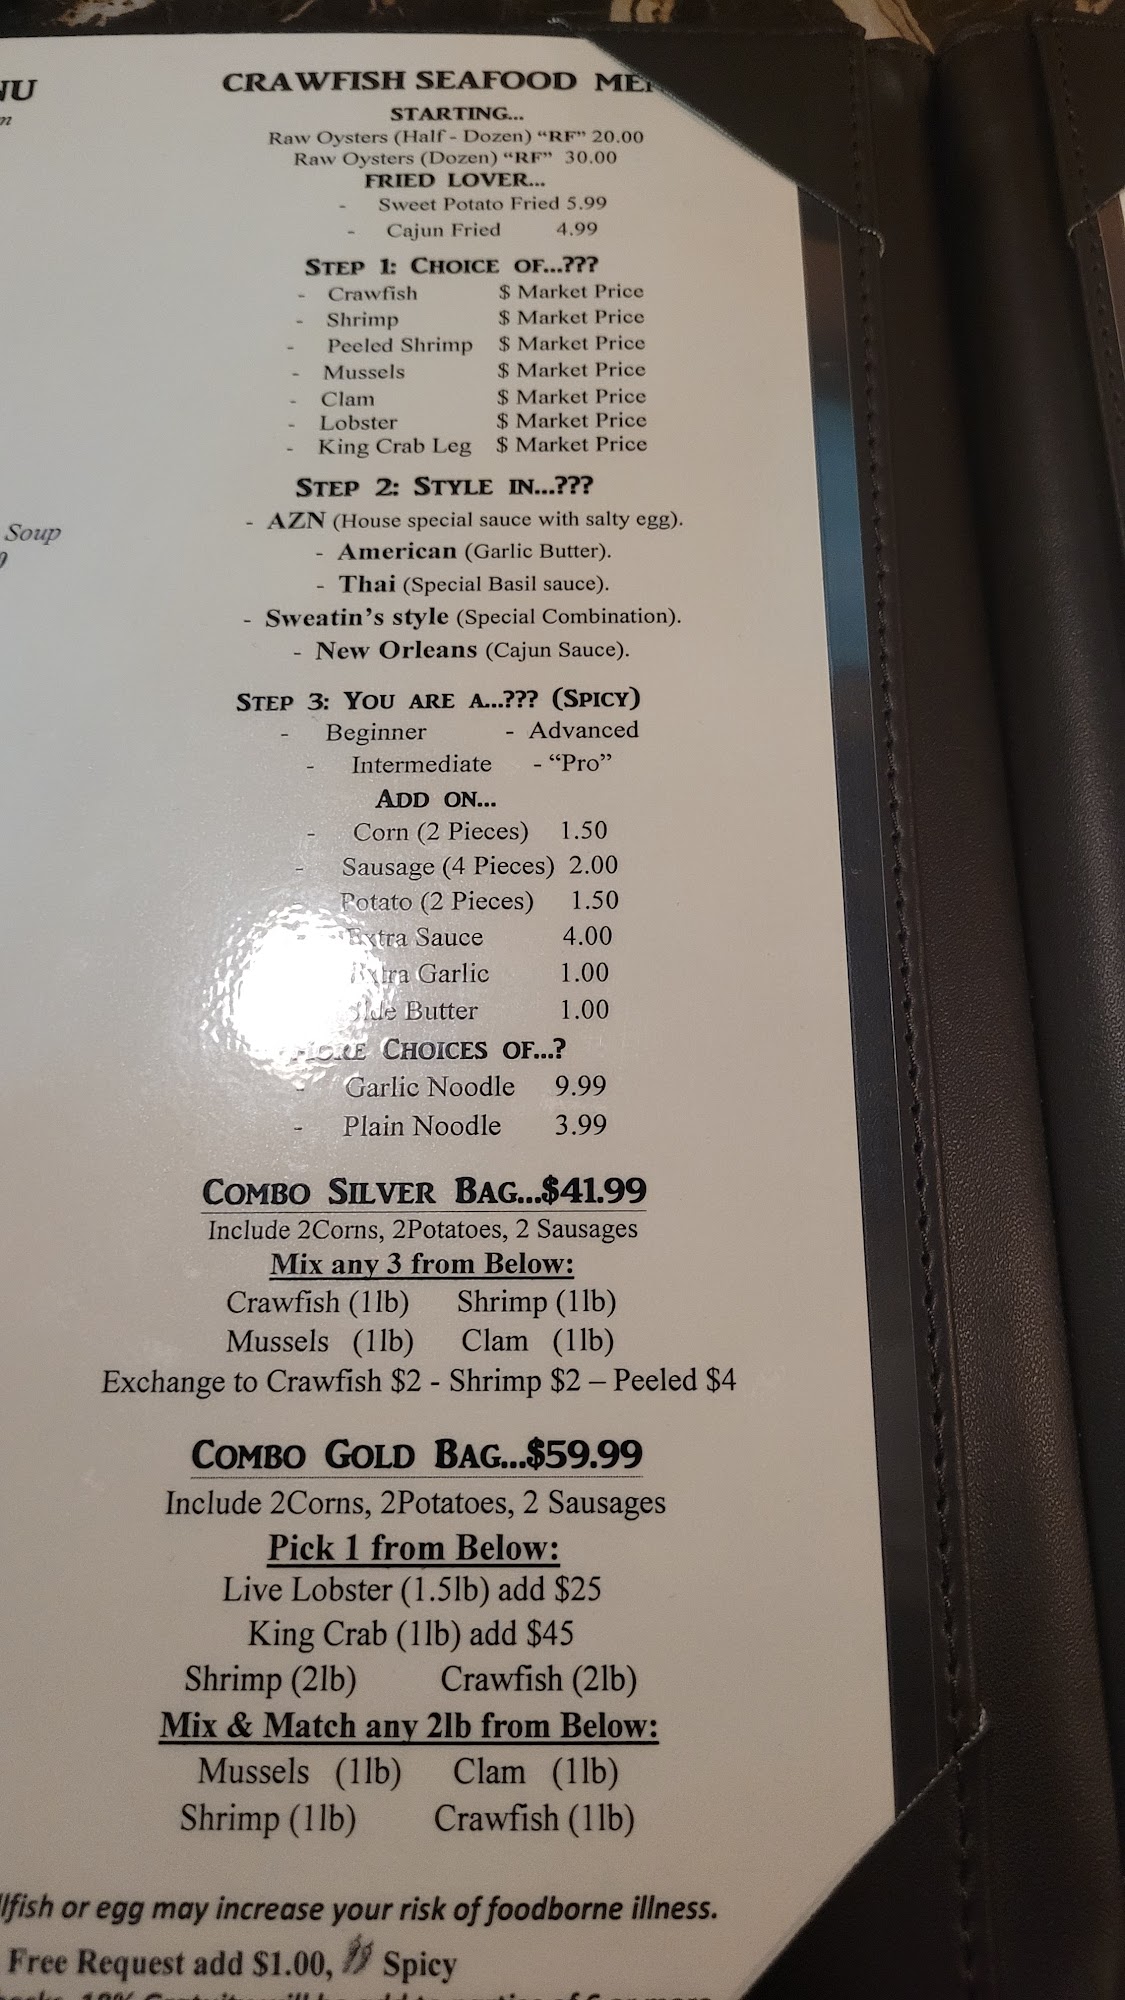 NU
CRAWFISH SEAFOOD
STARTING...
Raw Oysters (Half - Dozen) "RF" 20.00
Raw Oysters (Dozen) "RF" 30.00
FRIED LOVER...
- Sweet Potato Fried 5.99
- Cajun Fried 4.99
STEP 1: CHOICE OF...???
- Crawfish $ Market Price
- Shrimp $ Market Price
- Peeled Shrimp $ Market Price
- Mussels $ Market Price
- Clam $ Market Price
- Lobster $ Market Price
- King Crab Leg $ Market Price
STEP 2: STYLE IN...???
- AZN (House special sauce with salty egg).
Soup
- American (Garlic Butter).
- Thai (Special Basil sauce).
- Sweatin's style (Special Combination).
- New Orleans (Cajun Sauce).
STEP 3: YOU ARE A...??? (SPICY)
- Beginner - Advanced
- Intermediate - "Pro"
ADD ON...
- Corn (2 Pieces) 1.50
- Sausage (4 Pieces) 2.00
- Potato (2 Pieces) 1.50
Extra Sauce 4.00
Extra Garlic 1.00
Side Butter 1.00
MORE CHOICES OF...?
- Garlic Noodle 9.99
- Plain Noodle 3.99
COMBO SILVER BAG...$41.99
Include 2Corns, 2Potatoes, 2 Sausages
Mix any 3 from Below:
Crawfish (1lb) Shrimp (1lb)
Mussels (1lb) Clam (1lb)
Exchange to Crawfish $2 - Shrimp $2 – Peeled $4
COMBO GOLD BAG...$59.99
Include 2Corns, 2Potatoes, 2 Sausages
Pick 1 from Below:
Live Lobster (1.5lb) add $25
King Crab (1lb) add $45
Shrimp (2lb) Crawfish (2lb)
Mix & Match any 2lb from Below:
Mussels (1lb) Clam (1lb)
Shrimp (1lb) Crawfish (1lb)
llfish or egg may increase your risk of foodborne illness.
Free Request add $1.00, Spicy